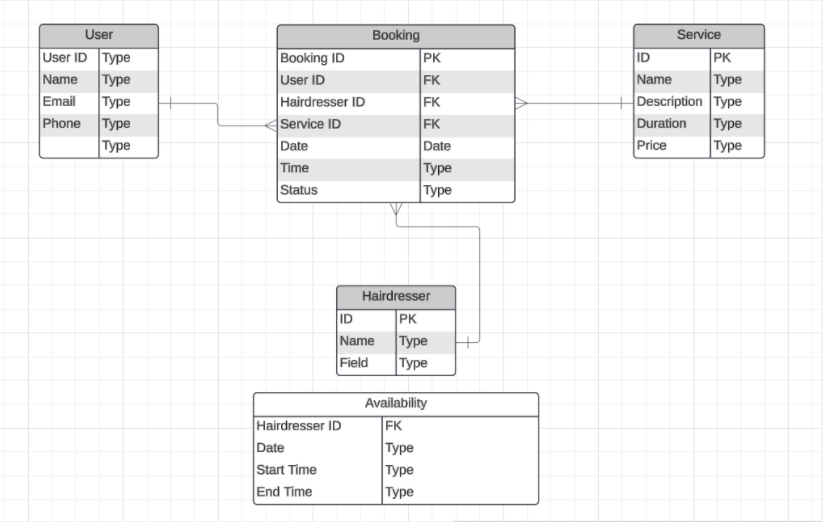 User
User ID Type
Name Type
Email Type
Phone Type
Type
Booking
Booking ID PK
User ID FK
Hairdresser ID FK
Service ID FK
Date Date
Time Type
Status Type
Service
ID PK
Name Type
Description Type
Duration Type
Price Type
Hairdresser
ID PK
Name Type
Field Type
Availability
Hairdresser ID FK
Date Type
Start Time Type
End Time Type